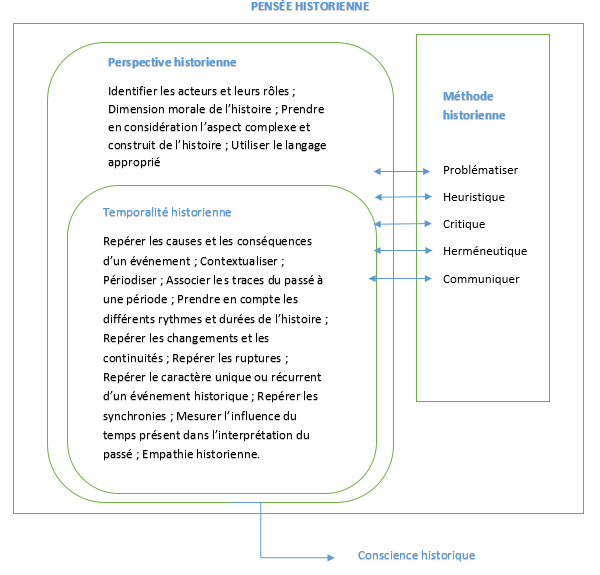 PENSÉE HISTORIENNE
Perspective historienne
Identifier les acteurs et leurs rôles ;
Dimension morale de l’histoire ; Prendre
en considération l’aspect complexe et
construit de l’histoire ; Utiliser le langage
approprié
Temporalité historienne
Repérer les causes et les conséquences
d’un événement ; Contextualiser ;
Périodiser ; Associer les traces du passé à
une période ; Prendre en compte les
différents rythmes et durées de l’histoire ;
Repérer les changements et les
continuités ; Repérer les ruptures ;
Repérer le caractère unique ou récurrent
d’un événement historique ; Repérer les
synchronies ; Mesurer l’influence du
temps présent dans l’interprétation du
passé ; Empathie historienne.
Méthode
historienne
Problématiser
Heuristique
Critique
Herméneutique
Communiquer
Conscience historique